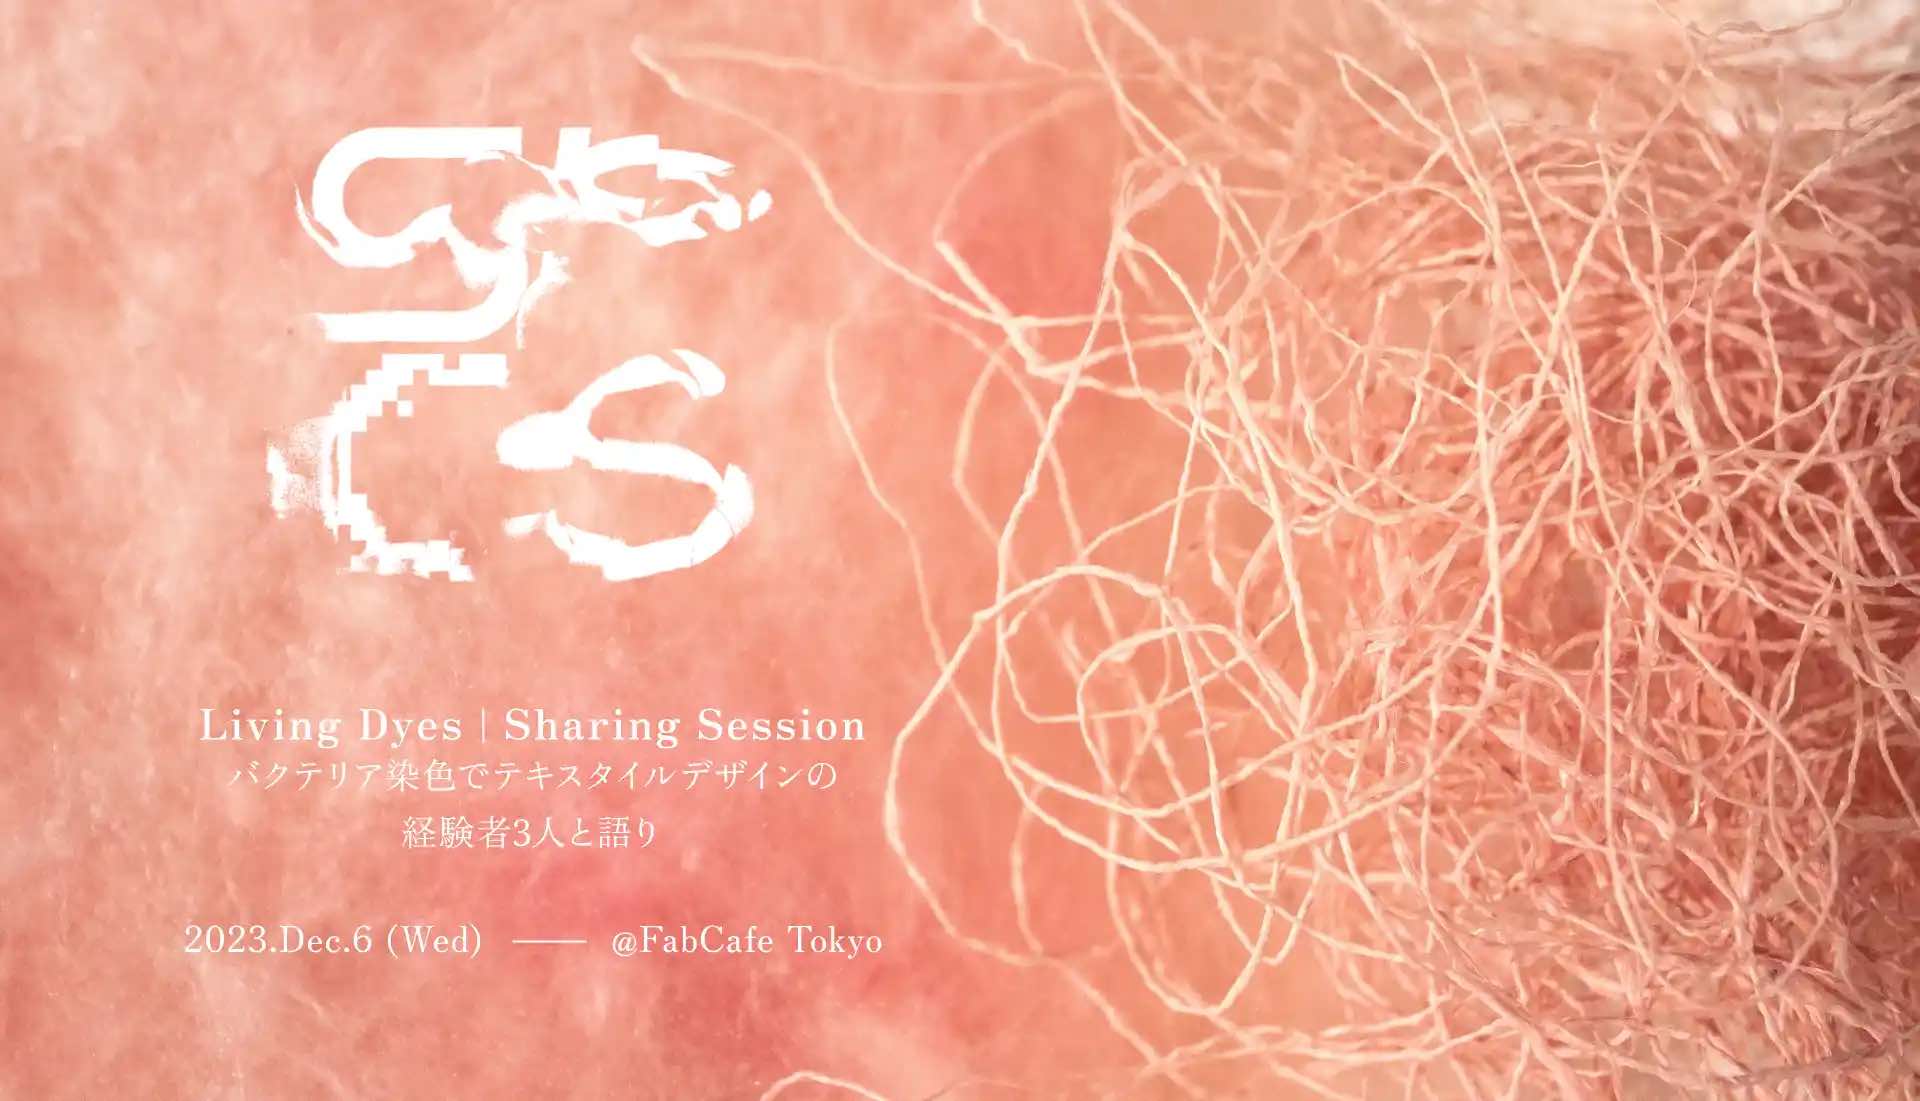 Living Dyes | Sharing Session
バクテリア染色でテキスタイルデザインの
経験者3人と語り
2023.Dec.6 (Wed) —— @FabCafe Tokyo